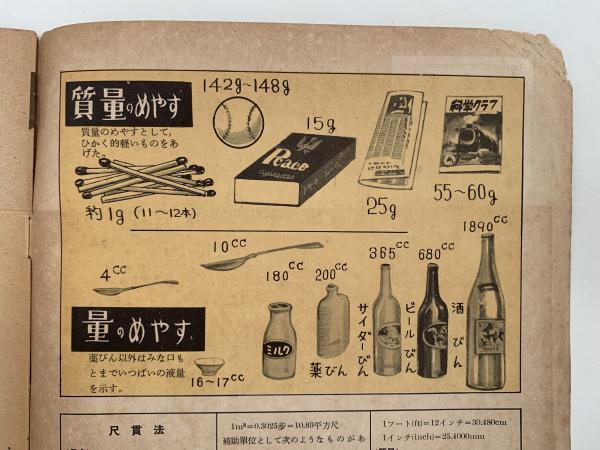 質量のめやす
質量のめやすとして，
ひかく的軽いものをあ
げた。
142g~148g
15g
Peace
25g
科学クラブ
55~60g
約1g（11~12本）
4cc
10cc
180cc
200cc
365cc
680cc
1890cc
量のめやす
薬びん以外はみな口も
とまでいっぱいの液量
を示す。
16~17cc
ミルク
薬びん
サイダーびん
ビールびん
酒びん
尺貫法
1m²=0.3025歩=10.89平方尺
補助単位として次のようなものがあ
1フート(ft)=12インチ=30.480cm
1インチ(inch)=25.4000mm